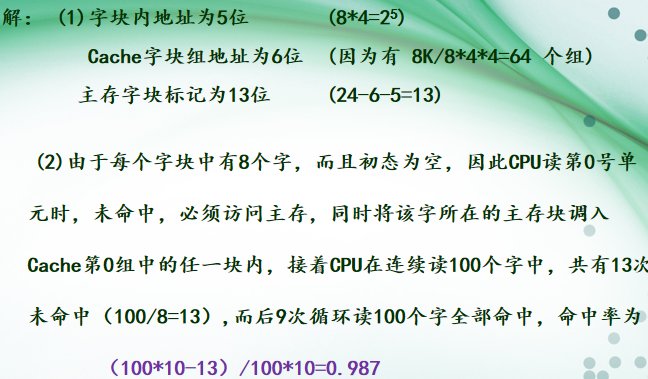 解：(1)字块内地址为5位 (8*4=2⁵)
Cache字块组地址为6位 (因为有 8K/8*4*4=64 个组)
主存字块标记为13位 (24-6-5=13)
(2)由于每个字块中有8个字，而且初态为空，因此CPU读第0号单
元时，未命中，必须访问主存，同时将该字所在的主存块调入
Cache第0组中的任一块内，接着CPU在连续读100个字中，共有13次
未命中（100/8=13）,而后9次循环读100个字全部命中，命中率为
（100*10-13）/100*10=0.987